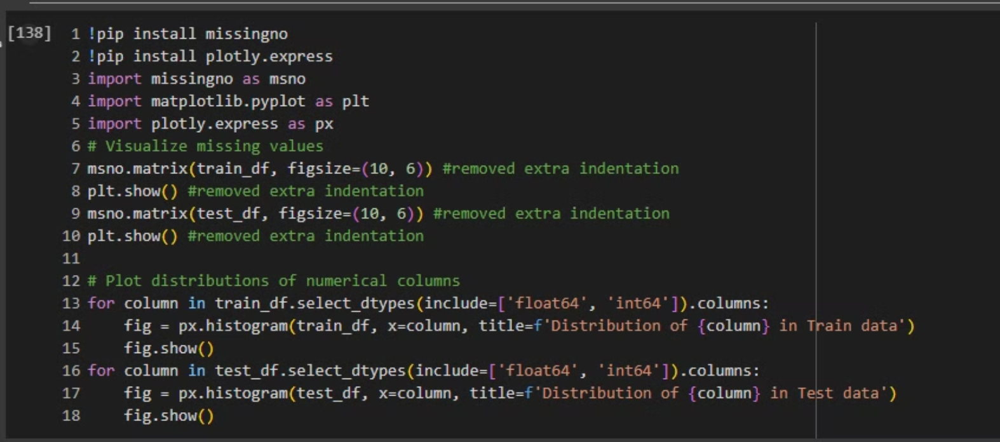 [138] 1 !pip install missingno
2 !pip install plotly.express
3 import missingno as msno
4 import matplotlib.pyplot as plt
5 import plotly.express as px
6 # Visualize missing values
7 msno.matrix(train_df, figsize=(10, 6)) #removed extra indentation
8 plt.show() #removed extra indentation
9 msno.matrix(test_df, figsize=(10, 6)) #removed extra indentation
10 plt.show() #removed extra indentation
11
12 # Plot distributions of numerical columns
13 for column in train_df.select_dtypes(include=['float64', 'int64']).columns:
14     fig = px.histogram(train_df, x=column, title=f'Distribution of {column} in Train data')
15     fig.show()
16 for column in test_df.select_dtypes(include=['float64', 'int64']).columns:
17     fig = px.histogram(test_df, x=column, title=f'Distribution of {column} in Test data')
18     fig.show()